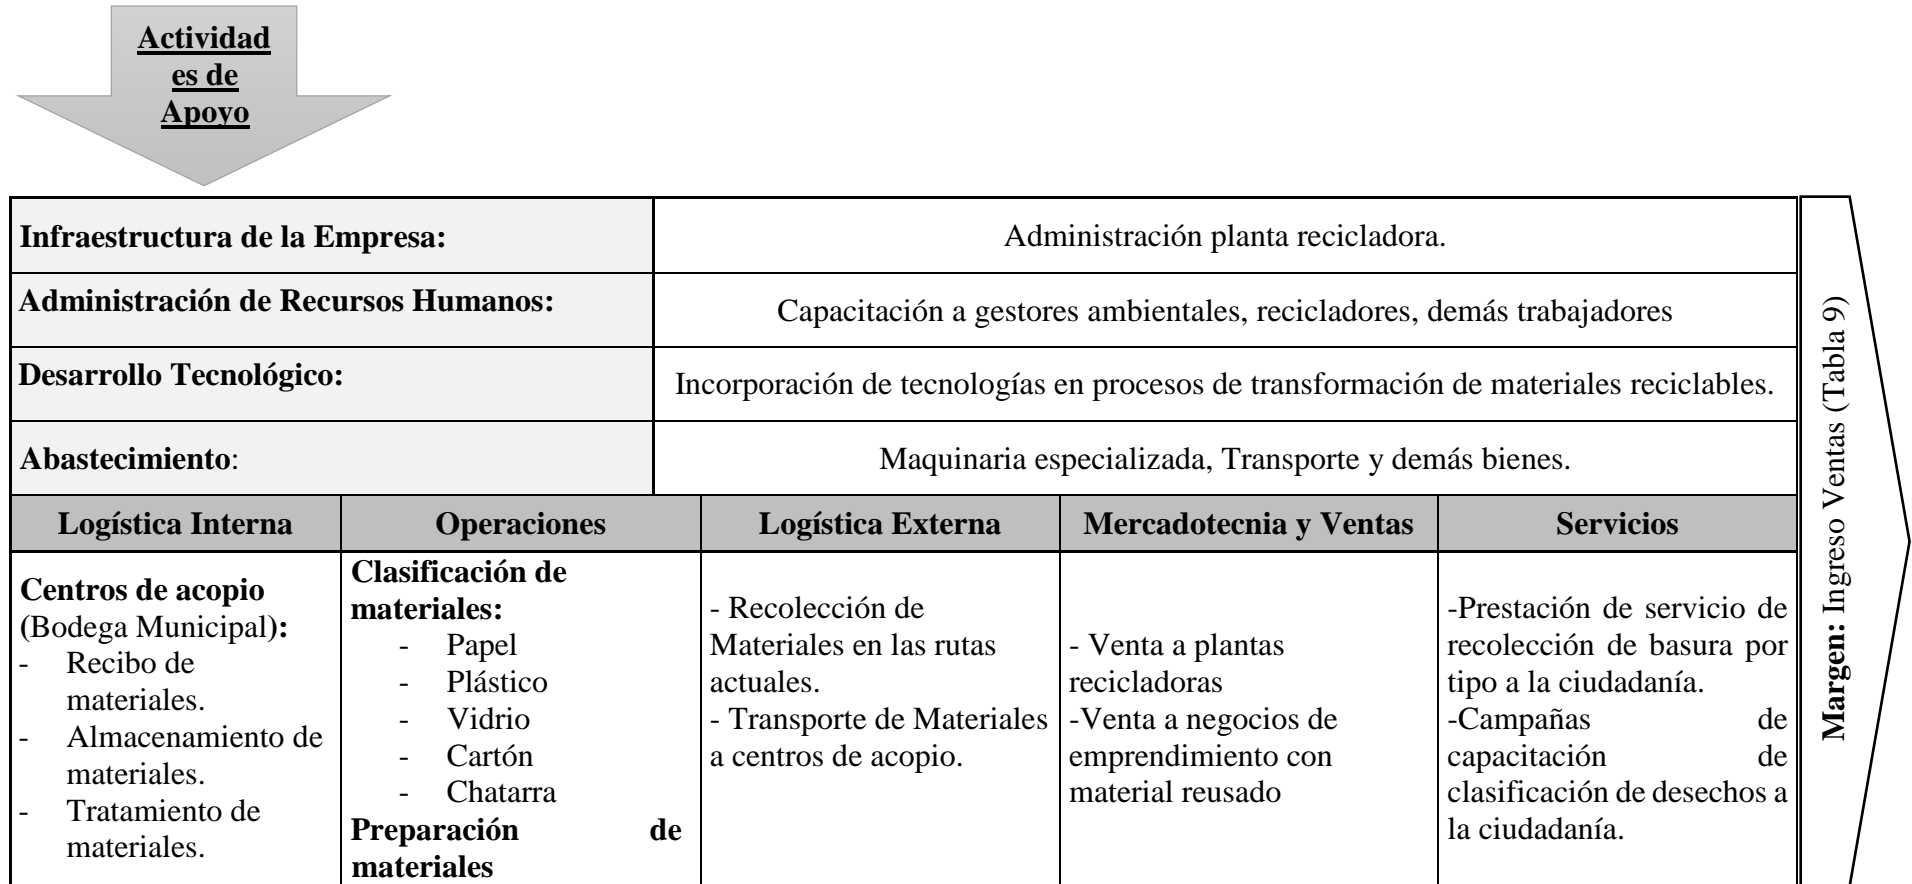 Actividad
es de
Apoyo
Infraestructura de la Empresa:
Administración planta recicladora.
Administración de Recursos Humanos:
Capacitación a gestores ambientales, recicladores, demás trabajadores
Desarrollo Tecnológico:
Incorporación de tecnologías en procesos de transformación de materiales reciclables.
Abastecimiento:
Maquinaria especializada, Transporte y demás bienes.
Logística Interna
Operaciones
Logística Externa
Mercadotecnia y Ventas
Servicios
Centros de acopio
(Bodega Municipal):
- Recibo de
materiales.
- Almacenamiento de
materiales.
- Tratamiento de
materiales.
Clasificación de
materiales:
- Papel
- Plástico
- Vidrio
- Cartón
- Chatarra
Preparación de
materiales
- Recolección de
Materiales en las rutas
actuales.
- Transporte de Materiales
a centros de acopio.
- Venta a plantas
recicladoras
-Venta a negocios de
emprendimiento con
material reusado
-Prestación de servicio de
recolección de basura por
tipo a la ciudadanía.
-Campañas de
capacitación de
clasificación de desechos a
la ciudadanía.
Margen: Ingreso Ventas (Tabla 9)